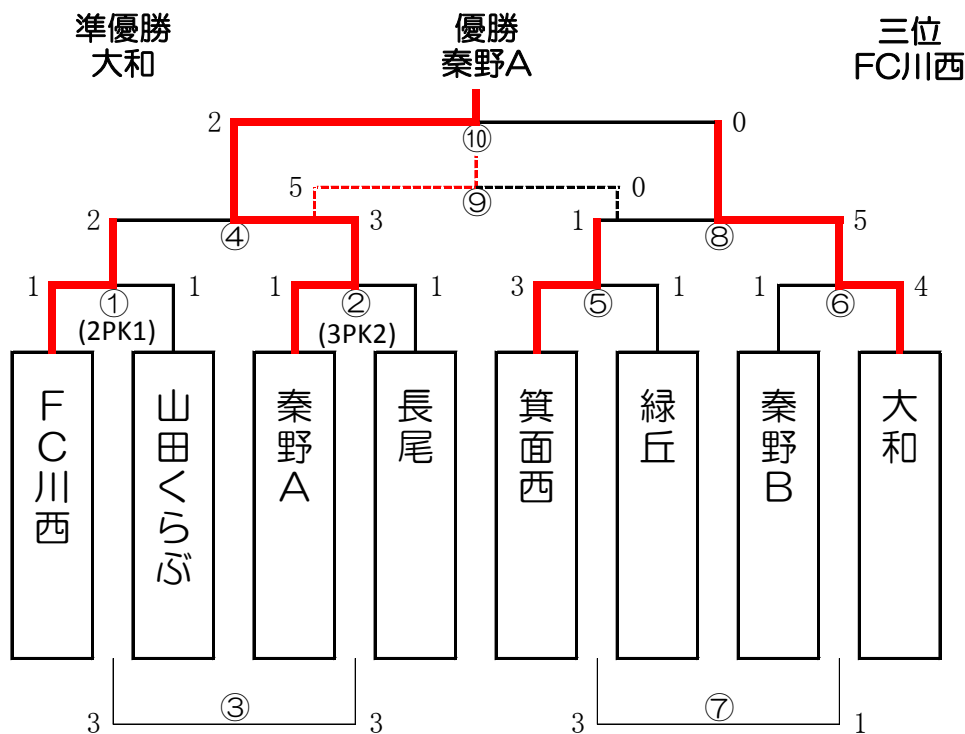 準優勝
大和
優勝
秦野A
三位
FC川西
2
⑩
0
5
⑨
0
2
④
3
1
⑧
5
1
①
1
(2PK1)
1
②
1
(3PK2)
3
⑤
1
1
⑥
4
FC川西
山田くらぶ
秦野A
長尾
箕面西
緑丘
秦野B
大和
3
③
3
3
⑦
1